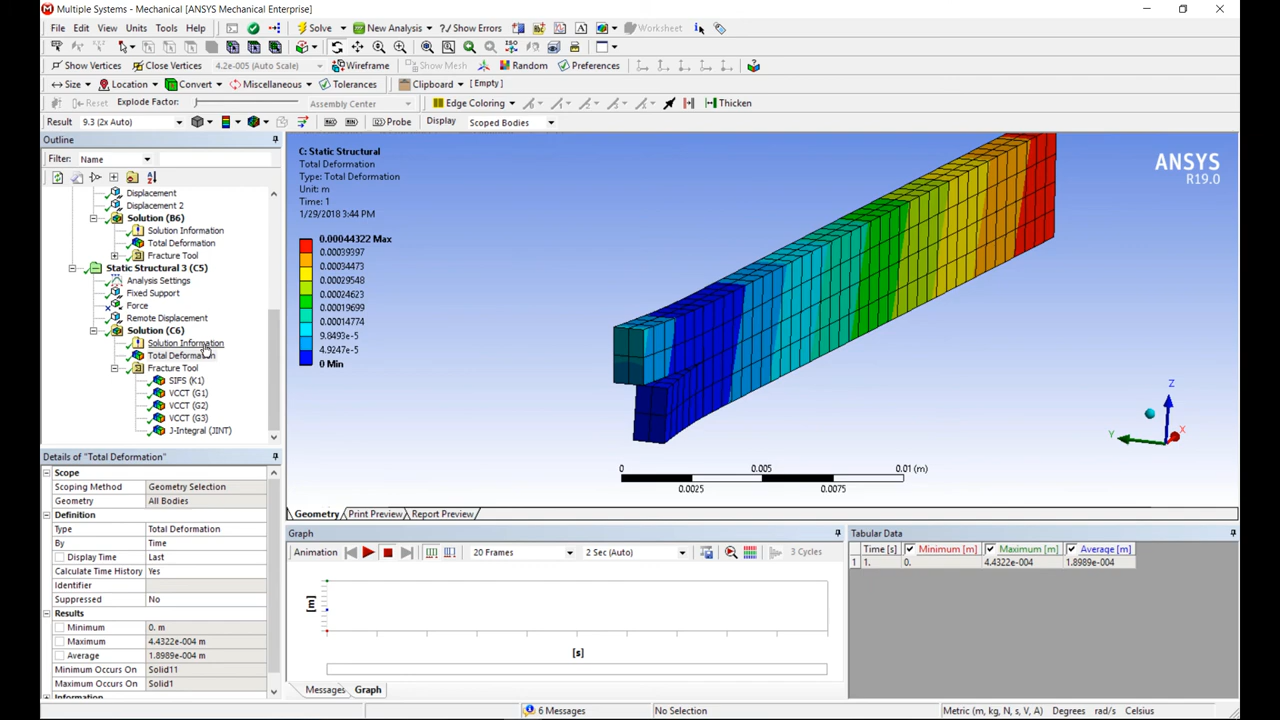 Multiple Systems - Mechanical [ANSYS Mechanical Enterprise]
File Edit View Units Tools Help Solve New Analysis ?/ Show Errors Worksheet
Show Vertices Close Vertices 4.2e-005 (Auto Scale) Wireframe Show Mesh Random Preferences
Size Location Convert Miscellaneous Tolerances Clipboard [ Empty ]
Reset Explode Factor: Assembly Center Edge Coloring Thicken
Result 9.3 (2x Auto) Probe Display Scoped Bodies
Outline
Filter: Name
Displacement
Displacement 2
Solution (B6)
Solution Information
Total Deformation
Fracture Tool
Static Structural 3 (C5)
Analysis Settings
Fixed Support
Force
Remote Displacement
Solution (C6)
Solution Information
Total Deformation
Fracture Tool
SIFS (K1)
VCCT (G1)
VCCT (G2)
VCCT (G3)
J-Integral (JINT)
Details of "Total Deformation"
Scope
Scoping Method Geometry Selection
Geometry All Bodies
Definition
Type Total Deformation
By Time
Display Time Last
Calculate Time History Yes
Identifier
Suppressed No
Results
Minimum 0. m
Maximum 4.4322e-004 m
Average 1.8989e-004 m
Minimum Occurs On Solid11
Maximum Occurs On Solid1
Information
C: Static Structural
Total Deformation
Type: Total Deformation
Unit: m
Time: 1
1/29/2018 3:44 PM
0.00044322 Max
0.00039397
0.00034473
0.00029548
0.00024623
0.00019699
0.00014774
9.8493e-5
4.9247e-5
0 Min
ANSYS
R19.0
Z
Y
X
0 0.005 0.01 (m)
0.0025 0.0075
Geometry Print Preview Report Preview
Graph
Animation 20 Frames 2 Sec (Auto) 3 Cycles
[m]
[s]
Messages Graph
Tabular Data
Time [s] Minimum [m] Maximum [m] Average [m]
1 1. 0. 4.4322e-004 1.8989e-004
6 Messages No Selection Metric (m, kg, N, s, V, A) Degrees rad/s Celsius